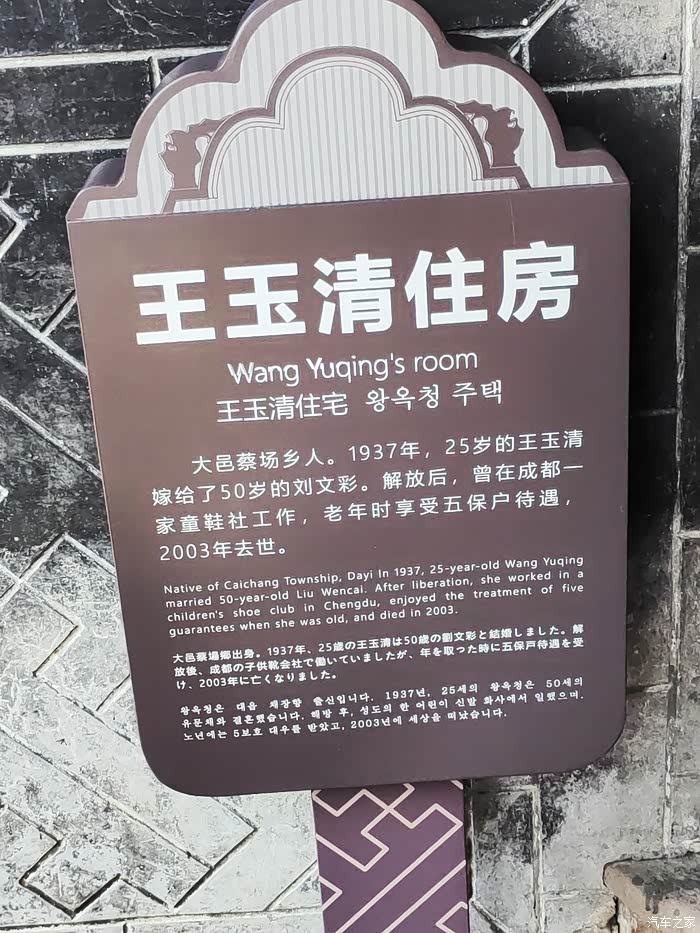 王玉清住房
Wang Yuqing's room
王玉清住宅 왕옥청 주택
大邑蔡场乡人。1937年，25岁的王玉清
嫁给了50岁的刘文彩。解放后，曾在成都一
家童鞋社工作，老年时享受五保户待遇，
2003年去世。
Native of Caichang Township, Dayi In 1937, 25-year-old Wang Yuqing
married 50-year-old Liu Wencai. After liberation, she worked in a
children's shoe club in Chengdu, enjoyed the treatment of five
guarantees when she was old, and died in 2003.
大邑蔡場郷出身。1937年、25歳の王玉清は50歳の劉文彩と結婚しました。解
放後、成都の子供靴会社で働いていましたが、年を取った時に五保戸待遇を受
け、2003年に亡くなりました。
왕옥청은 대읍 채장향 출신입니다. 1937년, 25세의 왕옥청은 50세의
유문채와 결혼했습니다. 해방 후, 성도의 한 어린이 신발 회사에서 일했으며,
노년에는 5보호 대우를 받았고, 2003년에 세상을 떠났습니다.
汽车之家